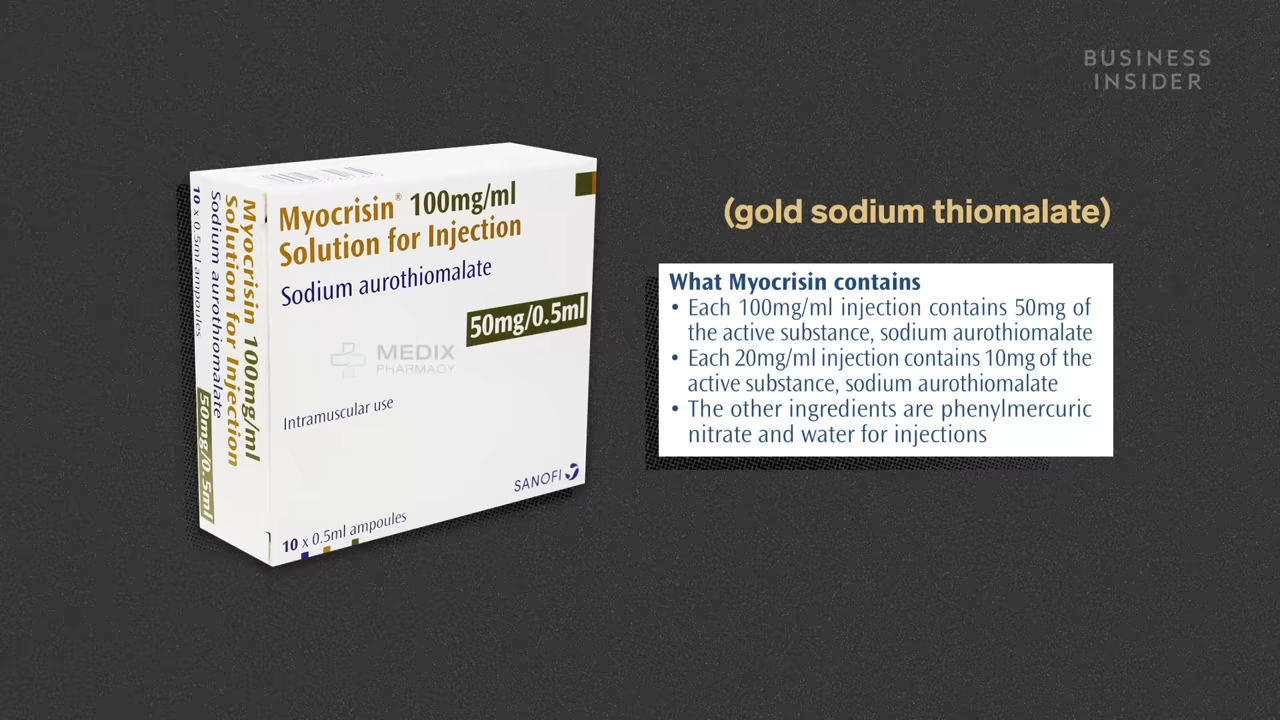 BUSINESS
INSIDER
Myocrisin® 100mg/ml
Solution for Injection
Sodium aurothiomalate
50mg/0.5ml
MEDIX
PHARMACY
Intramuscular use
SANOFI
10 x 0.5ml ampoules
Myocrisin 100mg/ml
Solution for Injection
Sodium aurothiomalate
10 x 0.5ml ampoules
50mg/0.5ml
(gold sodium thiomalate)
What Myocrisin contains
• Each 100mg/ml injection contains 50mg of
the active substance, sodium aurothiomalate
• Each 20mg/ml injection contains 10mg of the
active substance, sodium aurothiomalate
• The other ingredients are phenylmercuric
nitrate and water for injections